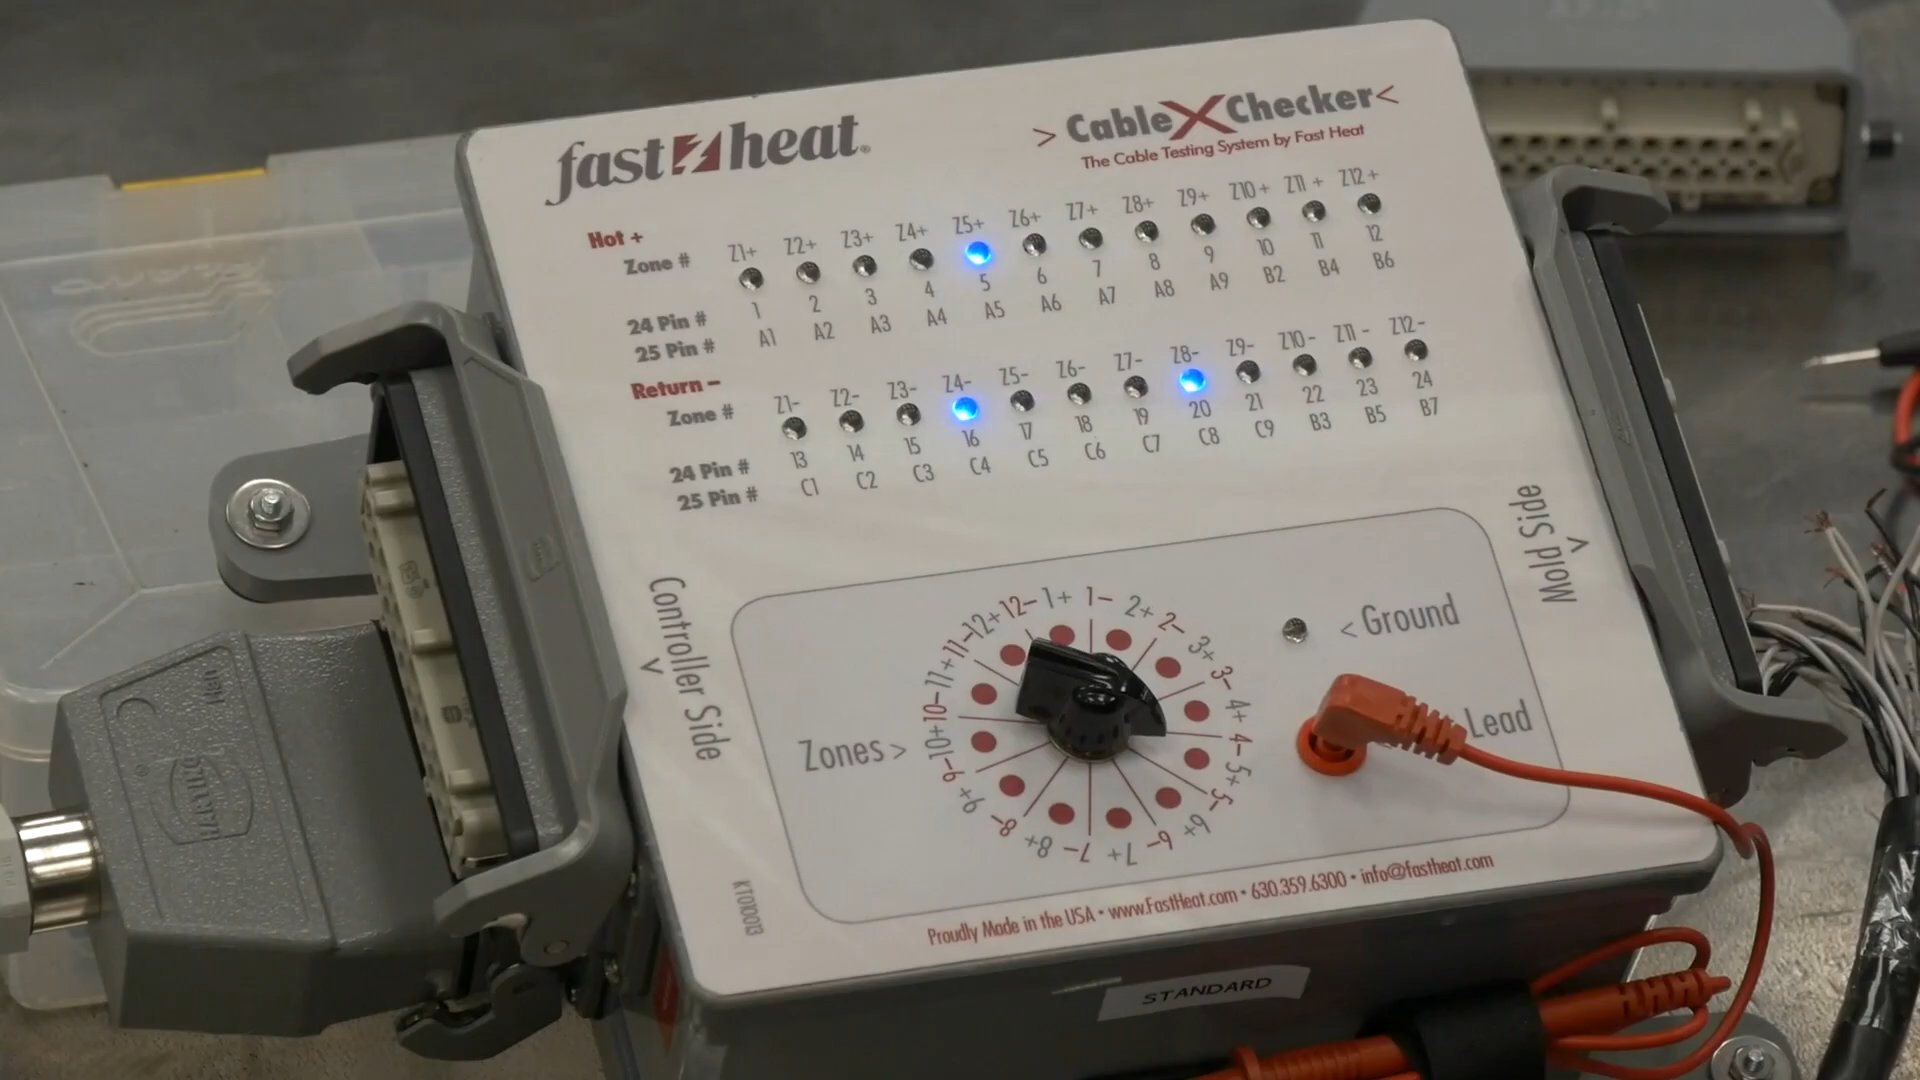 fast heat®
> Cable X Checker <
The Cable Testing System by Fast Heat
Hot +
Zone #
Z1+ Z2+ Z3+ Z4+ Z5+ Z6+ Z7+ Z8+ Z9+ Z10+ Z11+ Z12+
24 Pin # 1 2 3 4 5 6 7 8 9 10 11 12
25 Pin # A1 A2 A3 A4 A5 A6 A7 A8 A9 B2 B4 B6
Return –
Zone #
Z1- Z2- Z3- Z4- Z5- Z6- Z7- Z8- Z9- Z10- Z11- Z12-
24 Pin # 13 14 15 16 17 18 19 20 21 22 23 24
25 Pin # C1 C2 C3 C4 C5 C6 C7 C8 C9 B3 B5 B7
Controller Side >
Mold Side >
Zones >
1+ 1– 2+ 2– 3+ 3– 4+ 4– 5+ 5– 6+ 6– 7+ 7– 8+ 8– 9+ 9– 10+ 10– 11+ 11– 12+ 12–
< Ground
Lead
KT010013
Proudly Made in the USA • www.FastHeat.com • 630.359.6300 • info@fastheat.com
STANDARD
HARTING
Han